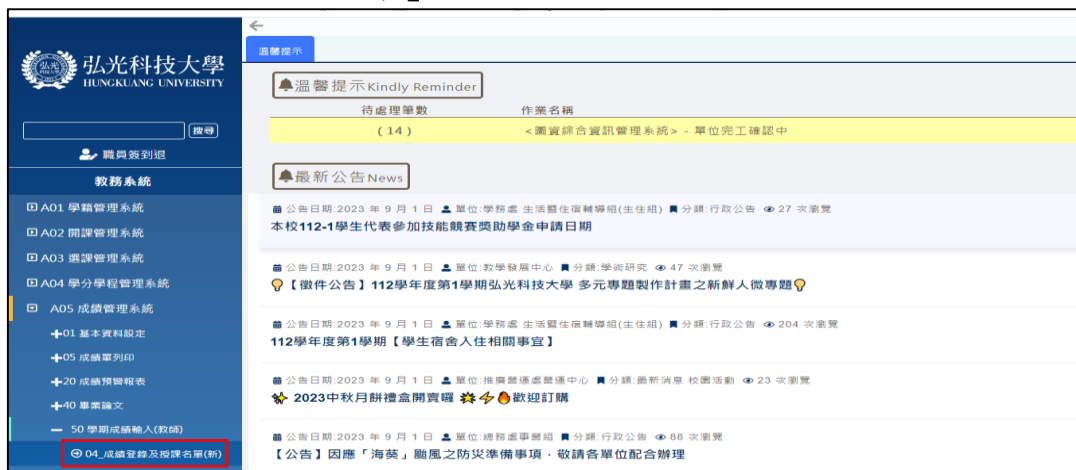 弘光
弘光科技大學
HUNGKUANG UNIVERSITY
搜尋
職員簽到退
教務系統
A01 學籍管理系統
A02 開課管理系統
A03 選課管理系統
A04 學分學程管理系統
A05 成績管理系統
01 基本資料設定
05 成績單列印
20 成績預警報表
40 畢業論文
50 學期成績輸入(教師)
04_成績登錄及授課名單(新)
溫馨提示
溫馨提示Kindly Reminder
待處理筆數 作業名稱
(14) <圖資綜合資訊管理系統> - 單位完工確認中
最新公告News
公告日期:2023 年 9 月 1 日 單位:學務處 生活暨住宿輔導組(生住組) 分類:行政公告 27 次瀏覽
本校112-1學生代表參加技能競賽獎助學金申請日期
公告日期:2023 年 9 月 1 日 單位:教學發展中心 分類:學術研究 47 次瀏覽
【徵件公告】112學年度第1學期弘光科技大學 多元專題製作計畫之新鮮人微專題
公告日期:2023 年 9 月 1 日 單位:學務處 生活暨住宿輔導組(生住組) 分類:行政公告 204 次瀏覽
112學年度第1學期【學生宿舍入住相關事宜】
公告日期:2023 年 9 月 1 日 單位:推廣營運處營運中心 分類:最新消息 校園活動 23 次瀏覽
2023中秋月餅禮盒開賣囉 歡迎訂購
公告日期:2023 年 9 月 1 日 單位:總務處事營組 分類:行政公告 88 次瀏覽
【公告】因應「海葵」颱風之防災準備事項，敬請各單位配合辦理